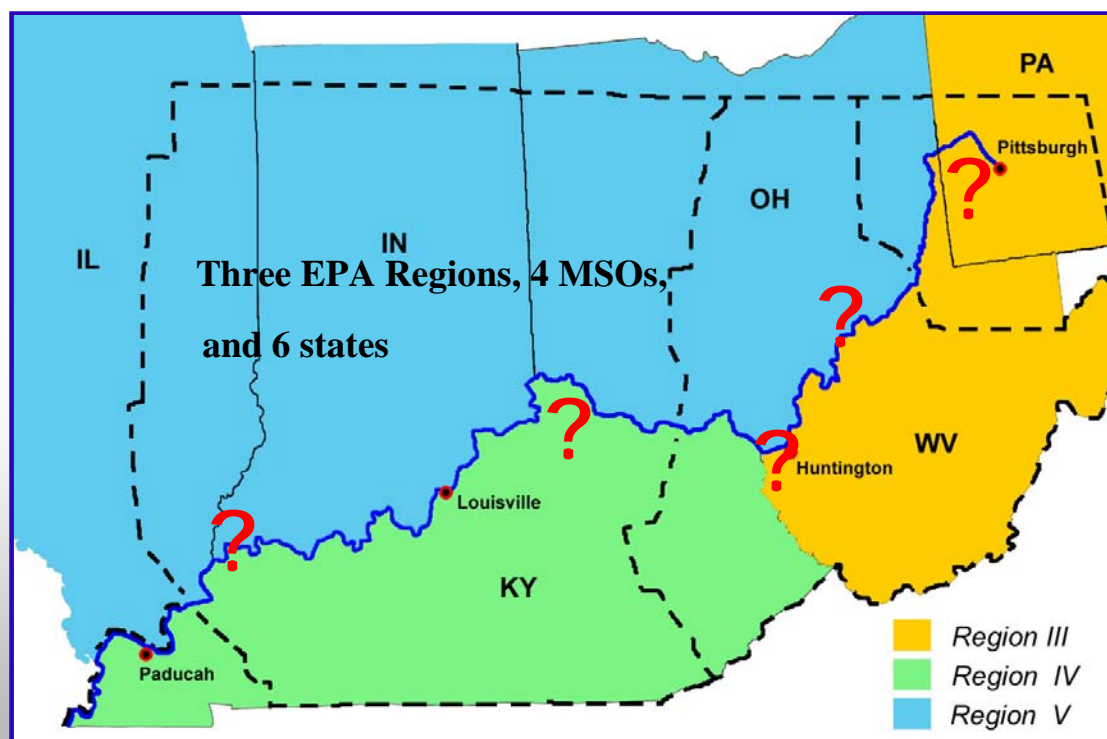 PA
Pittsburgh
?
OH
IL
IN
Three EPA Regions, 4 MSOs,
and 6 states
?
?
?
WV
Huntington
Louisville
?
KY
Paducah
Region III
Region IV
Region V